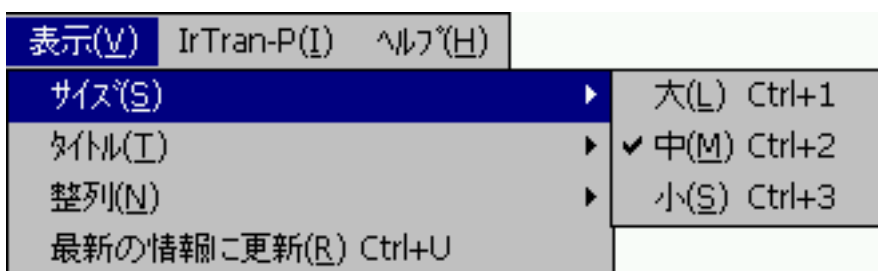 表示(V) IrTran-P(I) ﾍﾙﾌﾟ(H)
ｻｲｽﾞ(S)
大(L) Ctrl+1
ﾀｲﾄﾙ(T)
中(M) Ctrl+2
整列(N)
小(S) Ctrl+3
最新の情報に更新(R) Ctrl+U